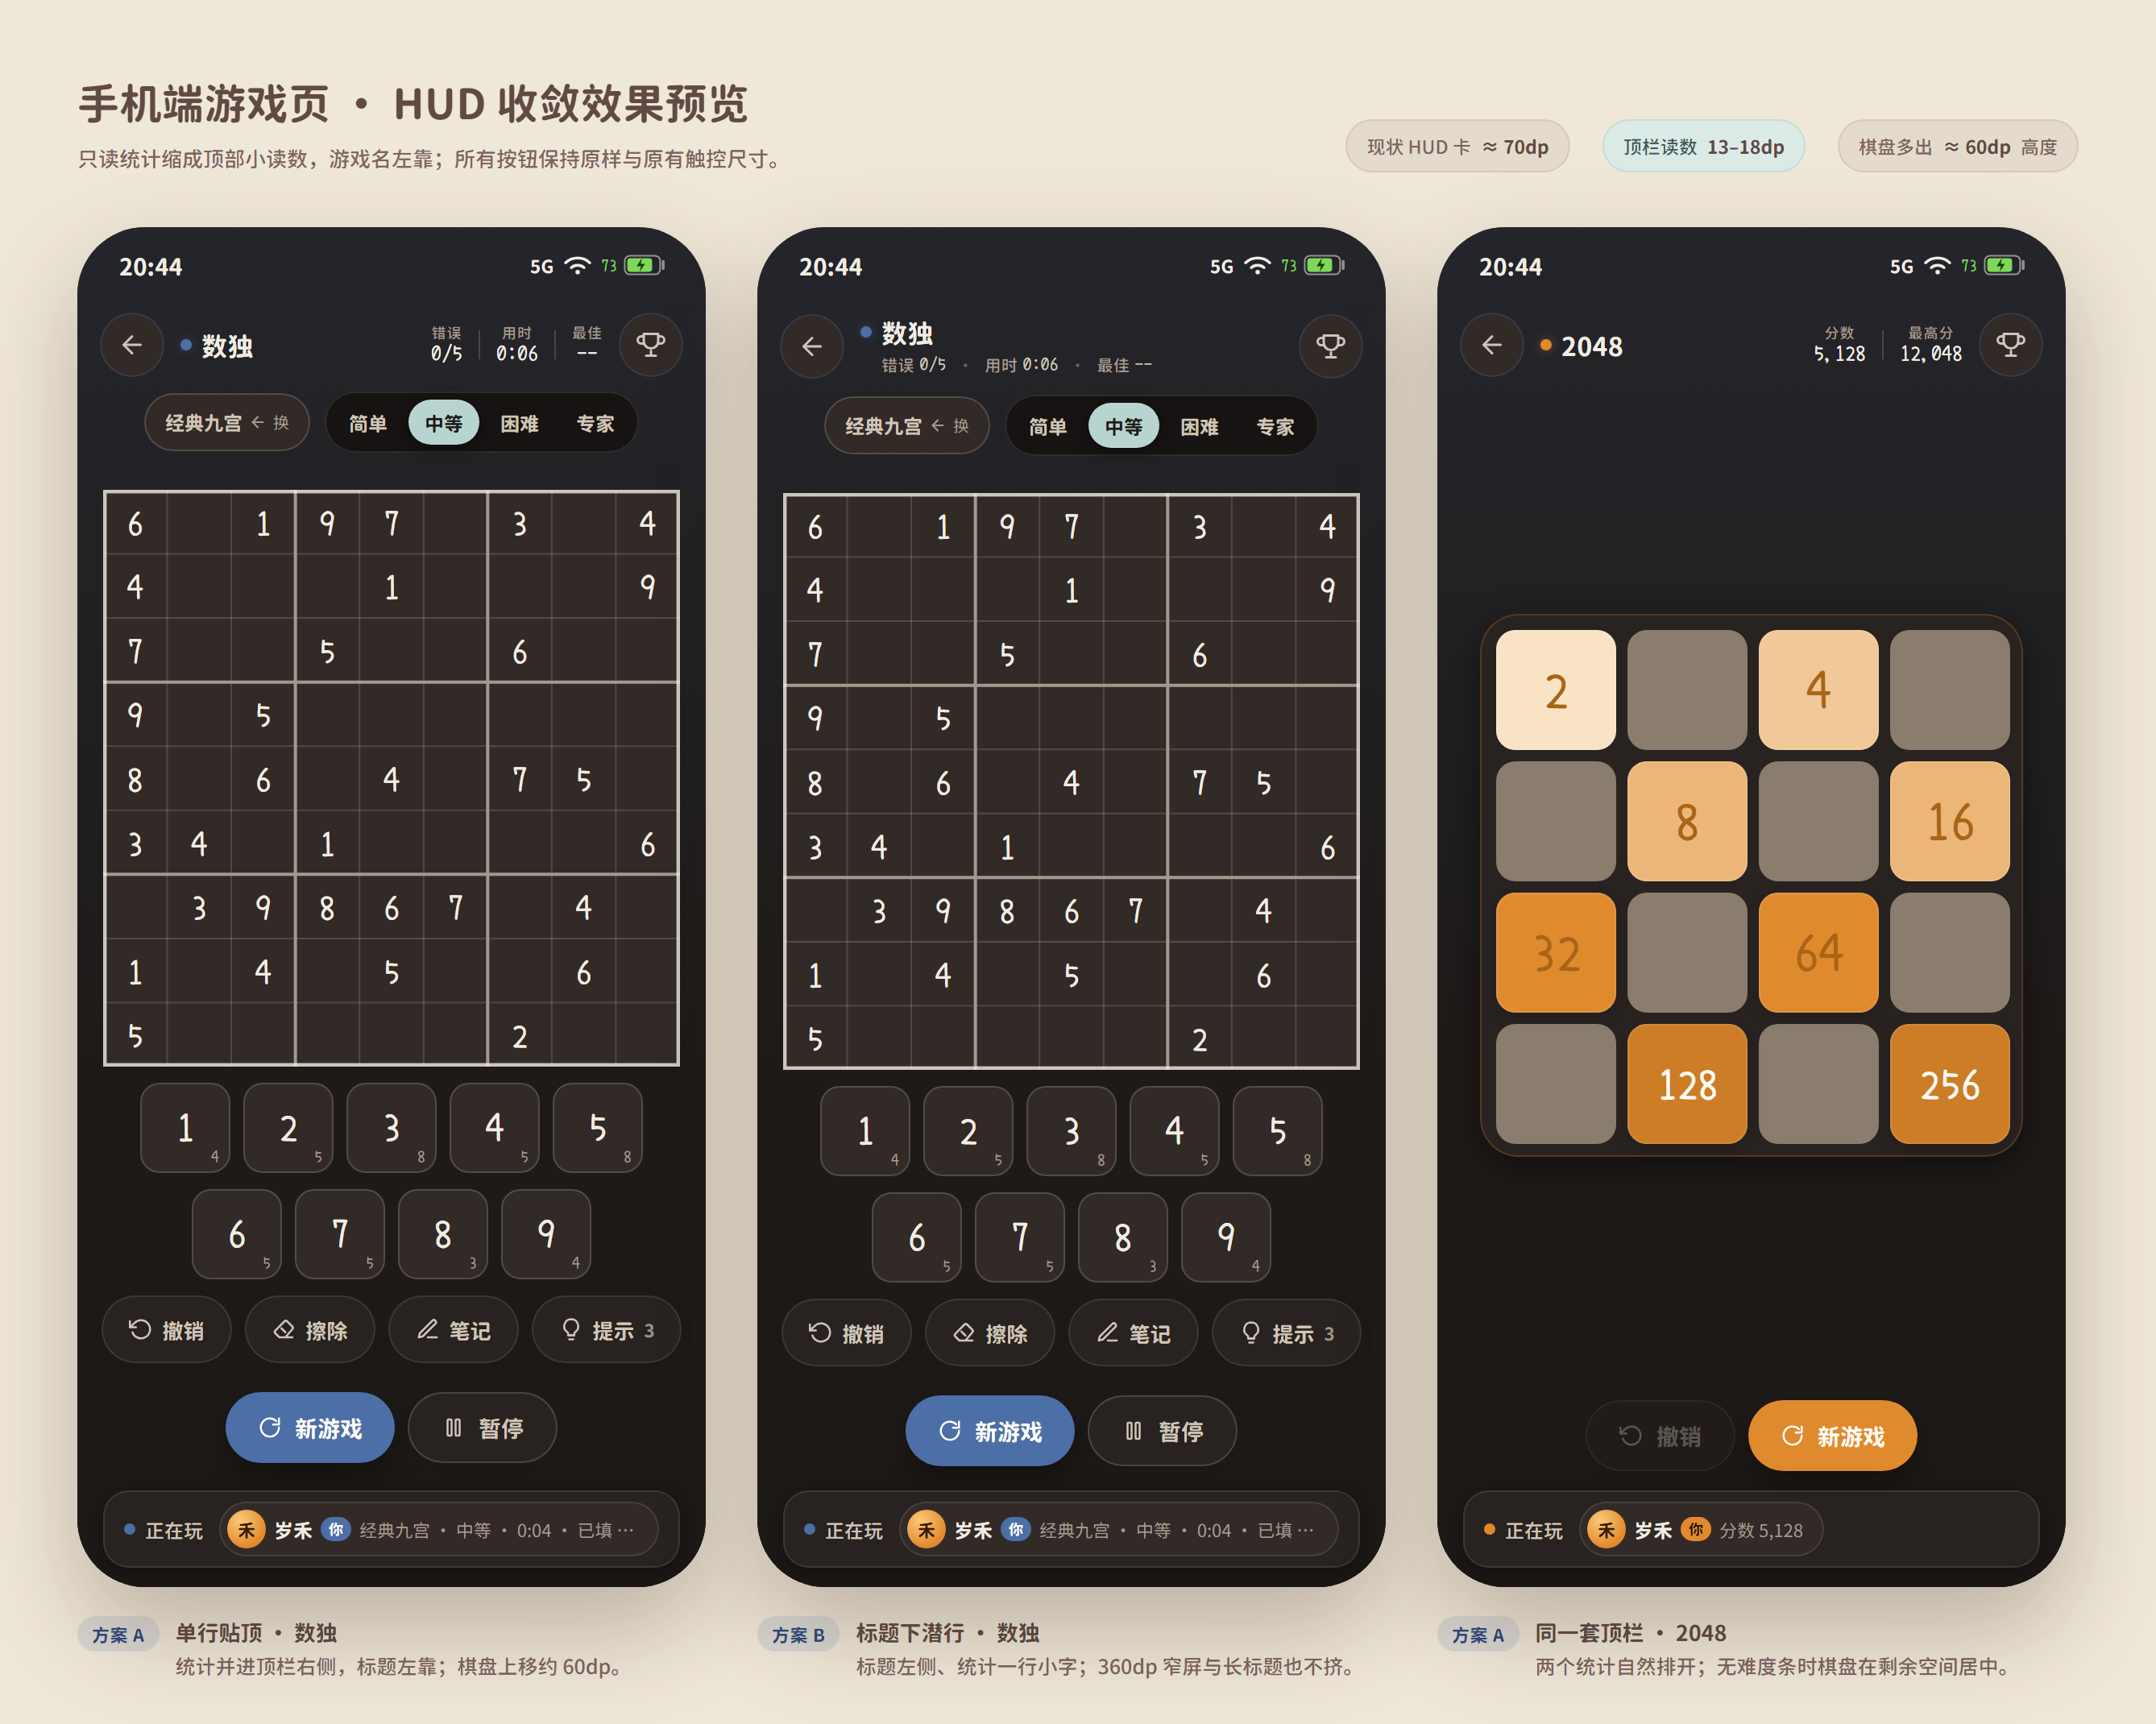 手机端游戏页 · HUD 收敛效果预览
只读统计缩成顶部小读数，游戏名左靠；所有按钮保持原样与原有触控尺寸。
现状 HUD 卡 ≈ 70dp
顶栏读数 13–18dp
棋盘多出 ≈ 60dp 高度
20:44 5G 73
数独
错误 用时 最佳
0/5 0:06 --
经典九宫 ← 换 简单 中等 困难 专家
6 1 9 7 3 4
4 1 9
7 5 6
9 5
8 6 4 7 5
3 4 1 6
3 9 8 6 7 4
1 4 5 6
5 2
1 4 2 5 3 8 4 5 5 8
6 5 7 5 8 3 9 4
撤销 擦除 笔记 提示 3
新游戏 暂停
正在玩 禾 岁禾 你 经典九宫 · 中等 · 0:04 · 已填 ···
方案 A 单行贴顶 · 数独
统计并进顶栏右侧，标题左靠；棋盘上移约 60dp。
20:44 5G 73
数独
错误 0/5 · 用时 0:06 · 最佳 --
经典九宫 ← 换 简单 中等 困难 专家
6 1 9 7 3 4
4 1 9
7 5 6
9 5
8 6 4 7 5
3 4 1 6
3 9 8 6 7 4
1 4 5 6
5 2
1 4 2 5 3 8 4 5 5 8
6 5 7 5 8 3 9 4
撤销 擦除 笔记 提示 3
新游戏 暂停
正在玩 禾 岁禾 你 经典九宫 · 中等 · 0:04 · 已填 ···
方案 B 标题下潜行 · 数独
标题左侧、统计一行小字；360dp 窄屏与长标题也不挤。
20:44 5G 73
2048
分数 最高分
5,128 12,048
2 4
8 16
32 64
128 256
撤销 新游戏
正在玩 禾 岁禾 你 分数 5,128
方案 A 同一套顶栏 · 2048
两个统计自然排开；无难度条时棋盘在剩余空间居中。